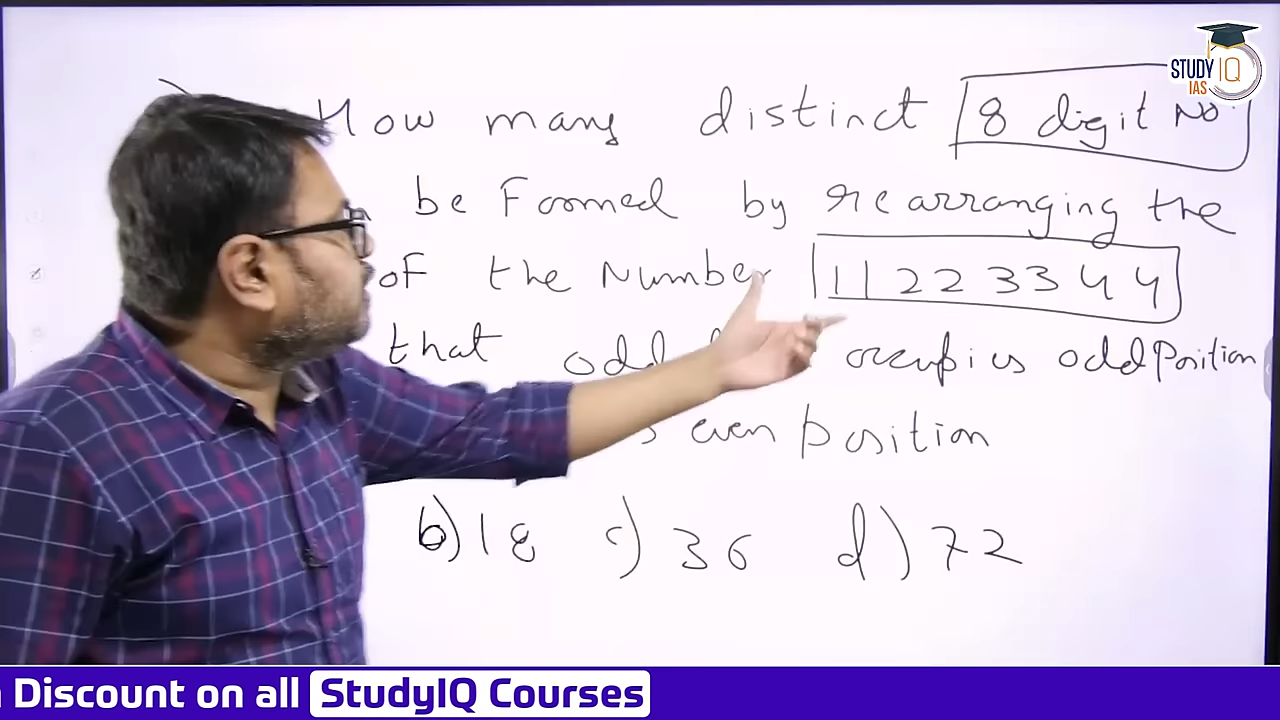 STUDY IQ
IAS
How many distinct 8 digit No.
be Formed by rearranging the
of the Number 11223344
that odd occupies odd Position
even position
b) 18 c) 36 d) 72
Discount on all StudyIQ Courses